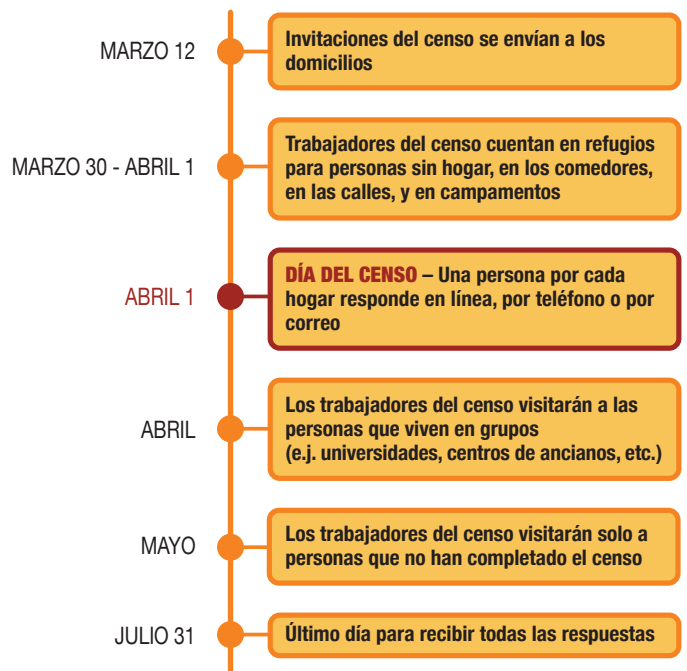 MARZO 12
Invitaciones del censo se envían a los
domicilios
MARZO 30 - ABRIL 1
Trabajadores del censo cuentan en refugios
para personas sin hogar, en los comedores,
en las calles, y en campamentos
ABRIL 1
DÍA DEL CENSO – Una persona por cada
hogar responde en línea, por teléfono o por
correo
ABRIL
Los trabajadores del censo visitarán a las
personas que viven en grupos
(e.j. universidades, centros de ancianos, etc.)
MAYO
Los trabajadores del censo visitarán solo a
personas que no han completado el censo
JULIO 31
Último día para recibir todas las respuestas